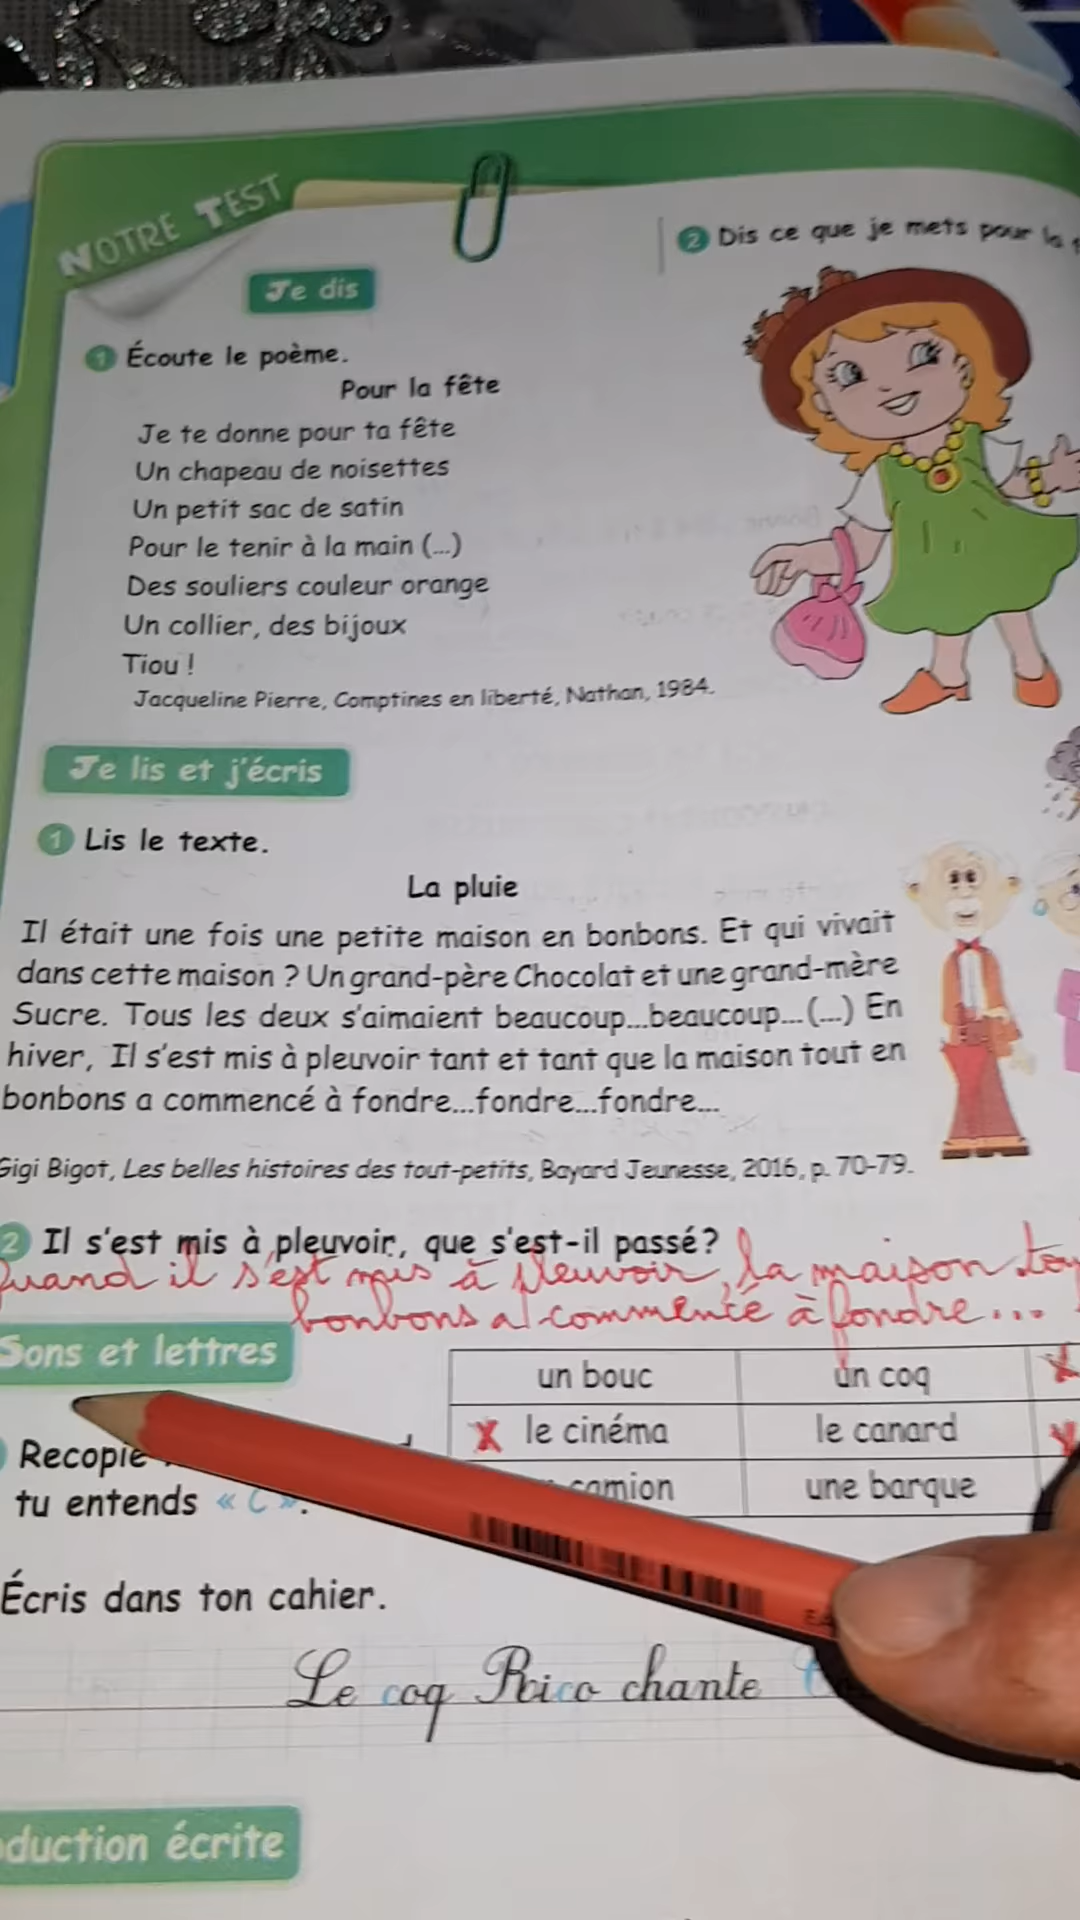 NOTRE TEST
Je dis
1 Écoute le poème.
Pour la fête
Je te donne pour ta fête
Un chapeau de noisettes
Un petit sac de satin
Pour le tenir à la main (...)
Des souliers couleur orange
Un collier, des bijoux
Tiou !
Jacqueline Pierre, Comptines en liberté, Nathan, 1984.
2 Dis ce que je mets pour la
Je lis et j'écris
1 Lis le texte.
La pluie
Il était une fois une petite maison en bonbons. Et qui vivait
dans cette maison ? Un grand-père Chocolat et une grand-mère
Sucre. Tous les deux s'aimaient beaucoup...beaucoup... (...) En
hiver, Il s'est mis à pleuvoir tant et tant que la maison tout en
bonbons a commencé à fondre...fondre...fondre...
Gigi Bigot, Les belles histoires des tout-petits, Bayard Jeunesse, 2016, p. 70-79.
2 Il s'est mis à pleuvoir, que s'est-il passé?
Quand il s'est mis à pleuvoir, la maison
bonbons a commencé à fondre...
Sons et lettres
un bouc un coq X
X le cinéma le canard
camion une barque
Recopie
tu entends « C ».
Écris dans ton cahier.
Le coq Rico chante
duction écrite